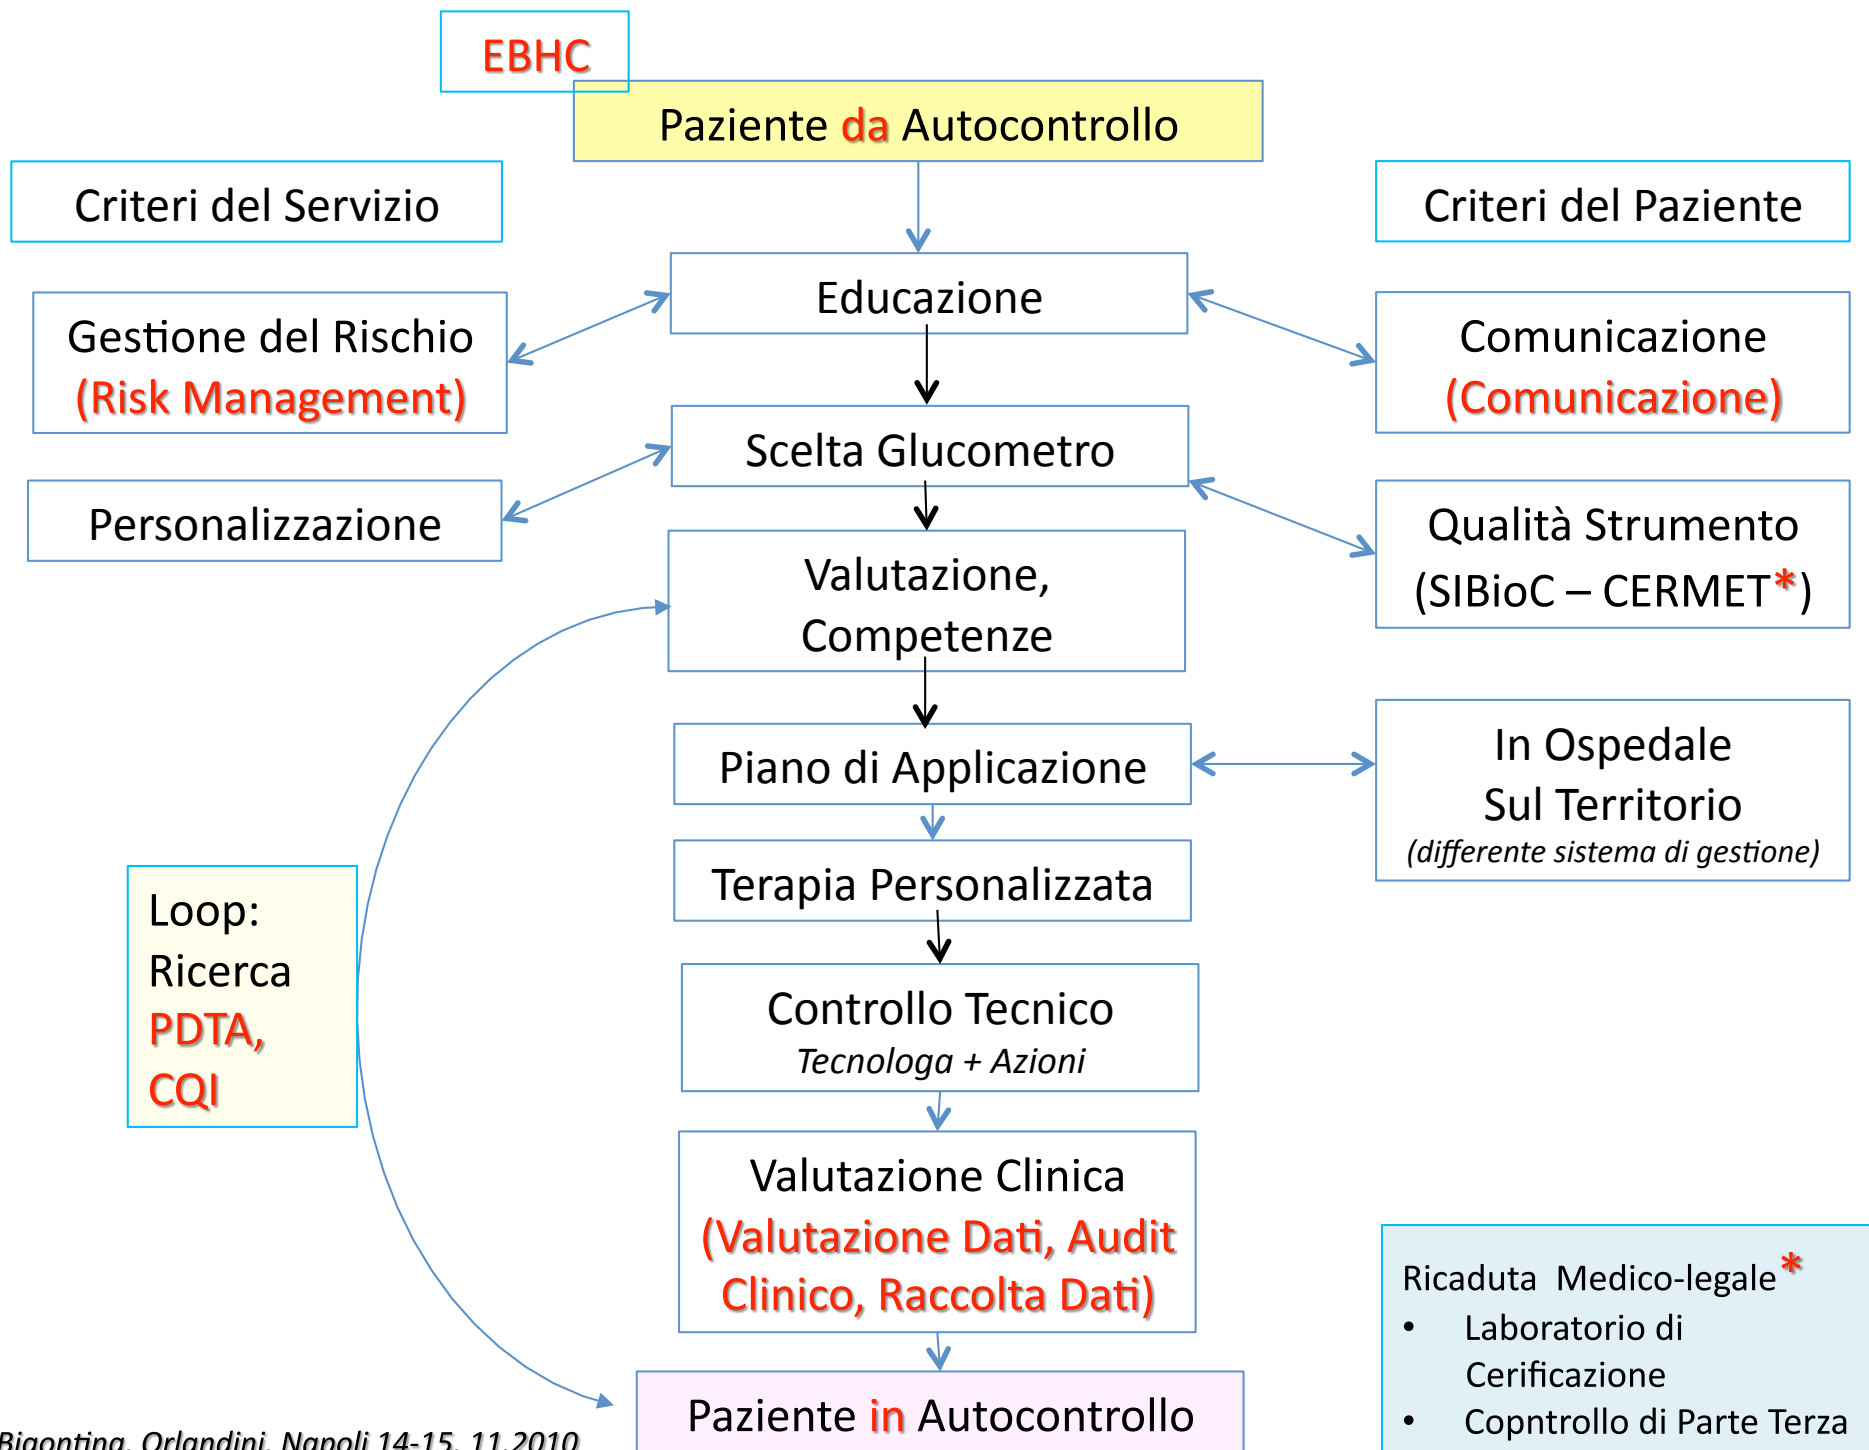 EBHC
Paziente da Autocontrollo
Criteri del Servizio
Criteri del Paziente
Educazione
Gestione del Rischio
(Risk Management)
Comunicazione
(Comunicazione)
Scelta Glucometro
Personalizzazione
Qualità Strumento
(SIBioC – CERMET*)
Valutazione,
Competenze
Piano di Applicazione
In Ospedale
Sul Territorio
(differente sistema di gestione)
Terapia Personalizzata
Loop:
Ricerca
PDTA,
CQI
Controllo Tecnico
Tecnologa + Azioni
Valutazione Clinica
(Valutazione Dati, Audit
Clinico, Raccolta Dati)
Ricaduta Medico-legale*
• Laboratorio di
Cerificazione
• Copntrollo di Parte Terza
Paziente in Autocontrollo
Bigontina, Orlandini, Napoli 14-15, 11,2010